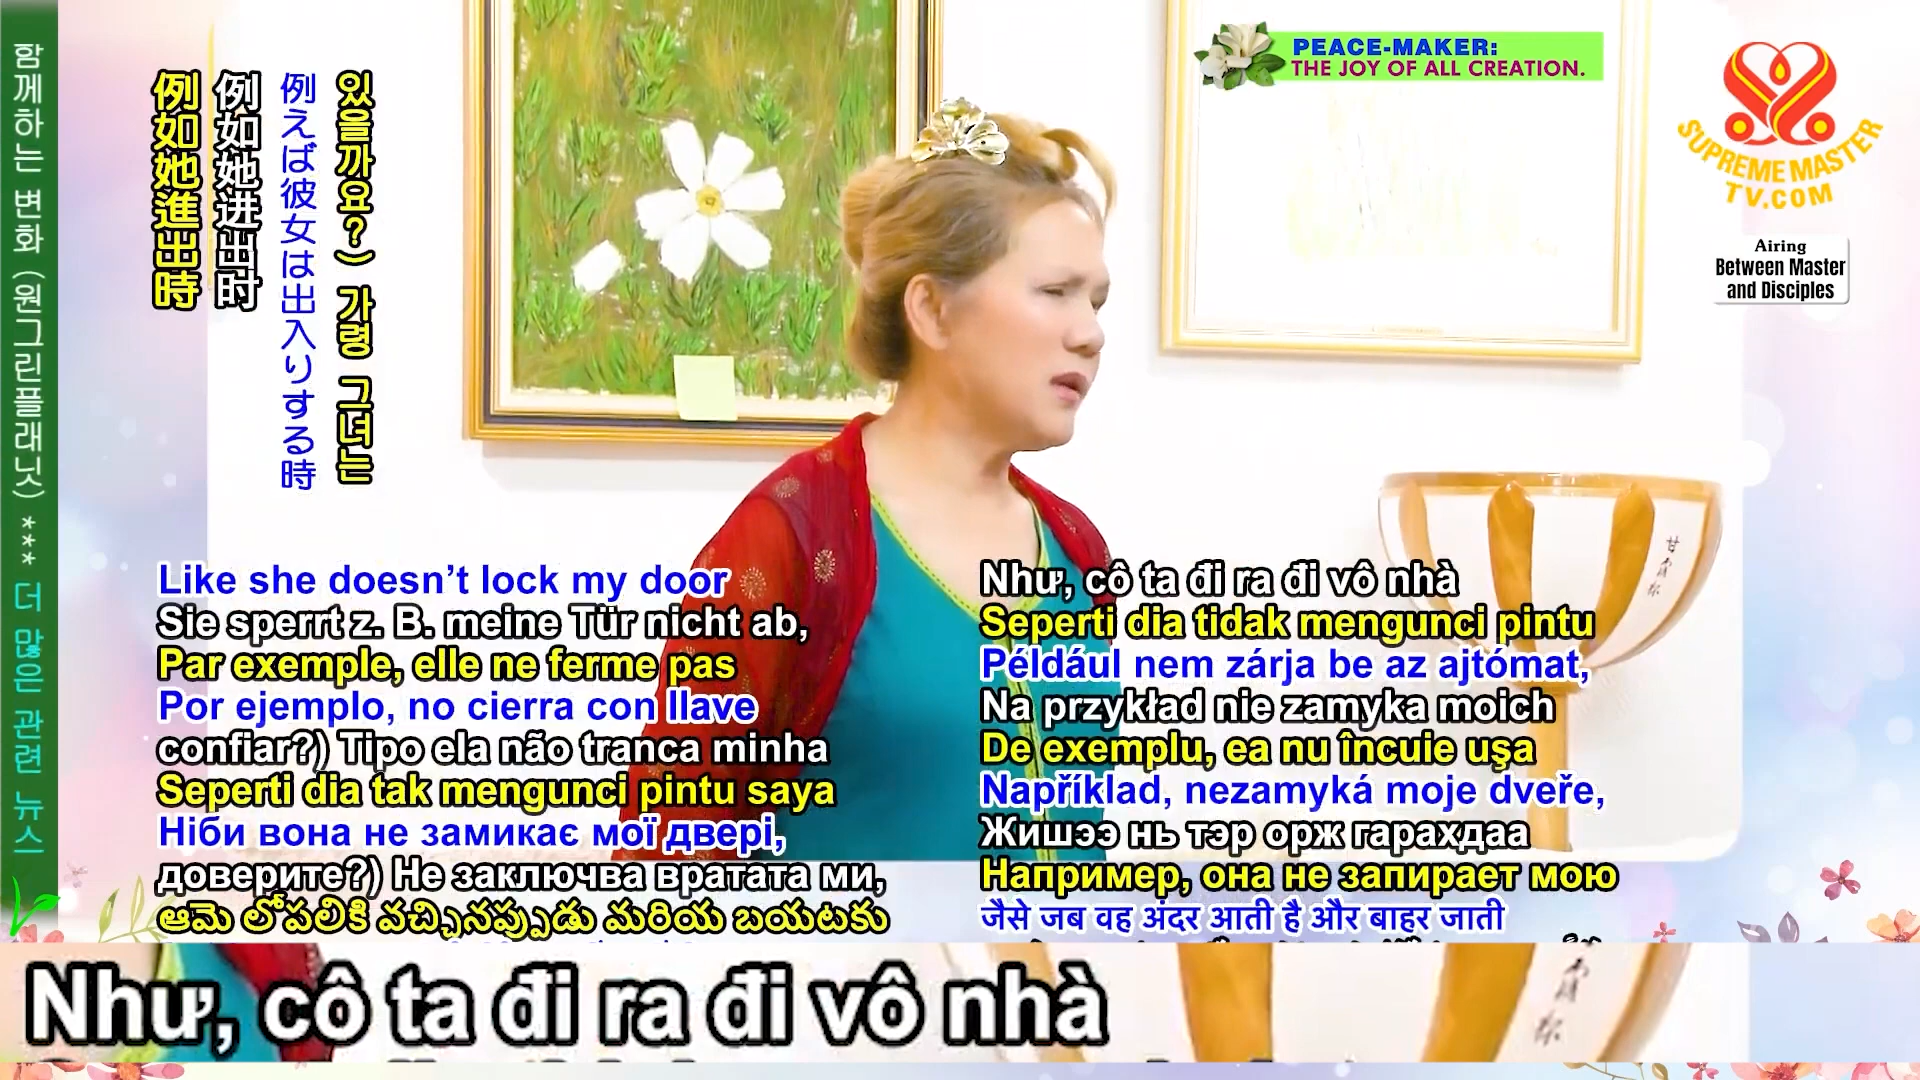 함께하는 변화 (원그린플래닛) *** 더 많은 관련 뉴스
例如她進出時
例如她进出时
例えば彼女は出入りする時
있을까요?) 가령 그녀는
PEACE-MAKER:
THE JOY OF ALL CREATION.
SUPREME MASTER
TV.COM
Airing
Between Master
and Disciples
Like she doesn't lock my door
Sie sperrt z. B. meine Tür nicht ab,
Par exemple, elle ne ferme pas
Por ejemplo, no cierra con llave
confiar?) Tipo ela não tranca minha
Seperti dia tak mengunci pintu saya
Ніби вона не замикає мої двері,
доверите?) Не заключва вратата ми,
ఆమె లోపలికి వచ్చినప్పుడు మరియు బయటకు
Như, cô ta đi ra đi vô nhà
Seperti dia tidak mengunci pintu
Például nem zárja be az ajtómat,
Na przykład nie zamyka moich
De exemplu, ea nu încuie uşa
Například, nezamyká moje dveře,
Жишээ нь тэр орж гарахдаа
Например, она не запирает мою
जैसे जब वह अंदर आती है और बाहर जाती
Như, cô ta đi ra đi vô nhà